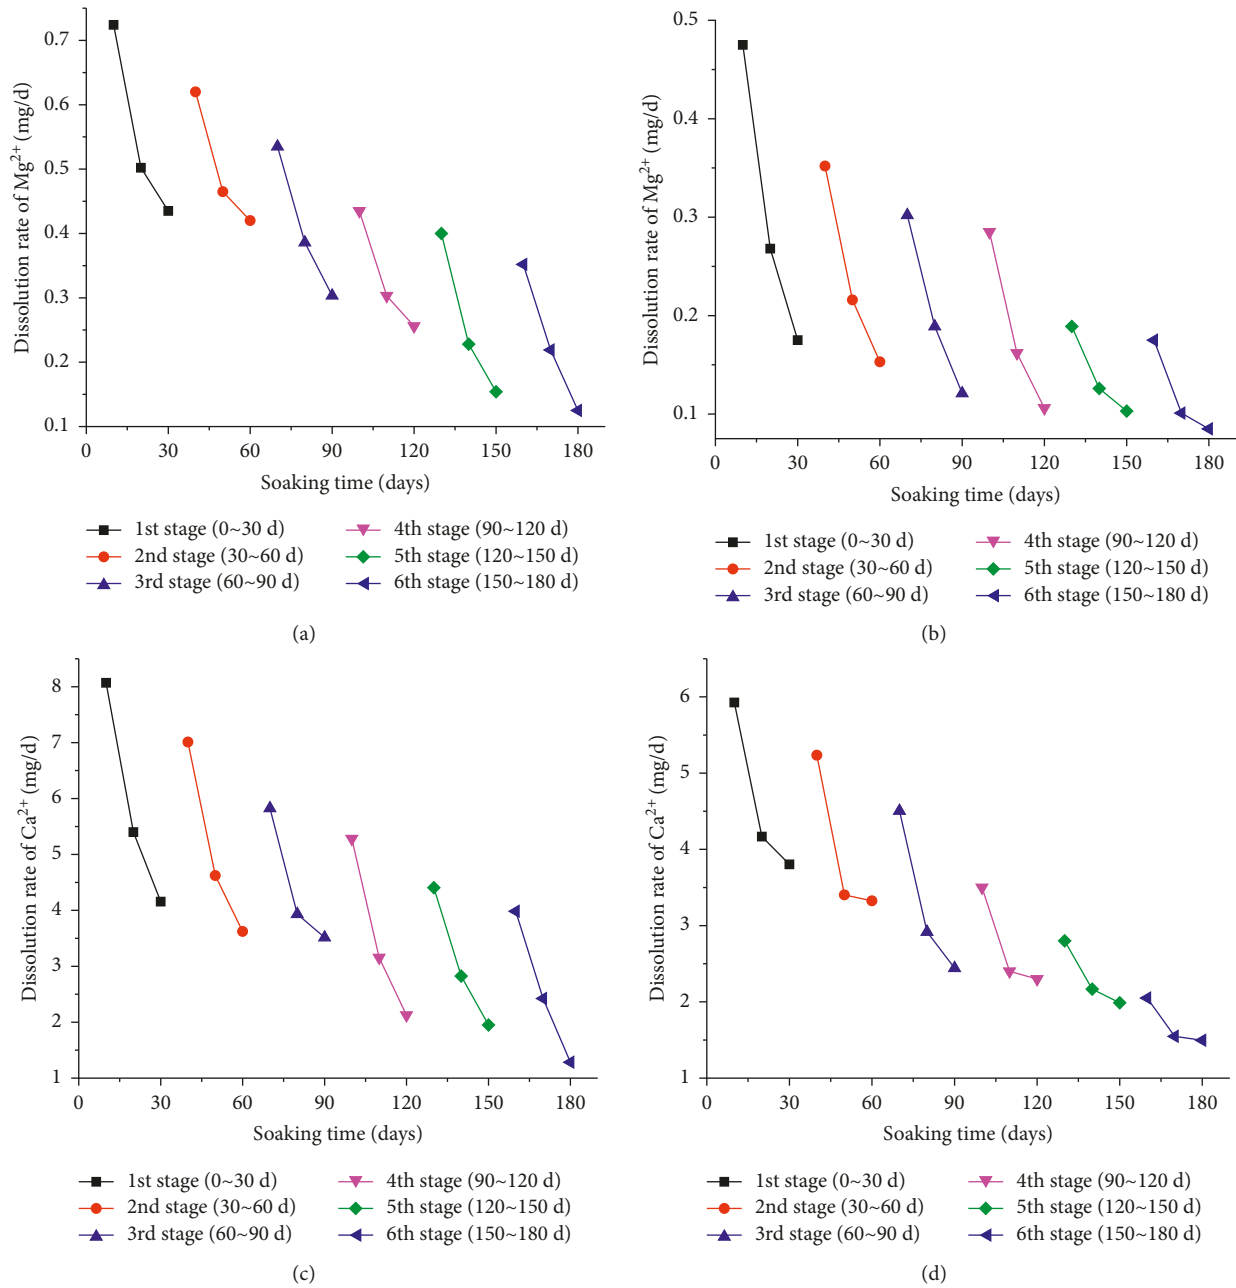 Dissolution rate of Mg²⁺ (mg/d)
0.7
0.6
0.5
0.4
0.3
0.2
0.1
0 30 60 90 120 150 180
Soaking time (days)
1st stage (0~30 d)
2nd stage (30~60 d)
3rd stage (60~90 d)
4th stage (90~120 d)
5th stage (120~150 d)
6th stage (150~180 d)
(a)
Dissolution rate of Mg²⁺ (mg/d)
0.5
0.4
0.3
0.2
0.1
0 30 60 90 120 150 180
Soaking time (days)
1st stage (0~30 d)
2nd stage (30~60 d)
3rd stage (60~90 d)
4th stage (90~120 d)
5th stage (120~150 d)
6th stage (150~180 d)
(b)
Dissolution rate of Ca²⁺ (mg/d)
8
7
6
5
4
3
2
1
0 30 60 90 120 150 180
Soaking time (days)
1st stage (0~30 d)
2nd stage (30~60 d)
3rd stage (60~90 d)
4th stage (90~120 d)
5th stage (120~150 d)
6th stage (150~180 d)
(c)
Dissolution rate of Ca²⁺ (mg/d)
6
5
4
3
2
1
0 30 60 90 120 150 180
Soaking time (days)
1st stage (0~30 d)
2nd stage (30~60 d)
3rd stage (60~90 d)
4th stage (90~120 d)
5th stage (120~150 d)
6th stage (150~180 d)
(d)